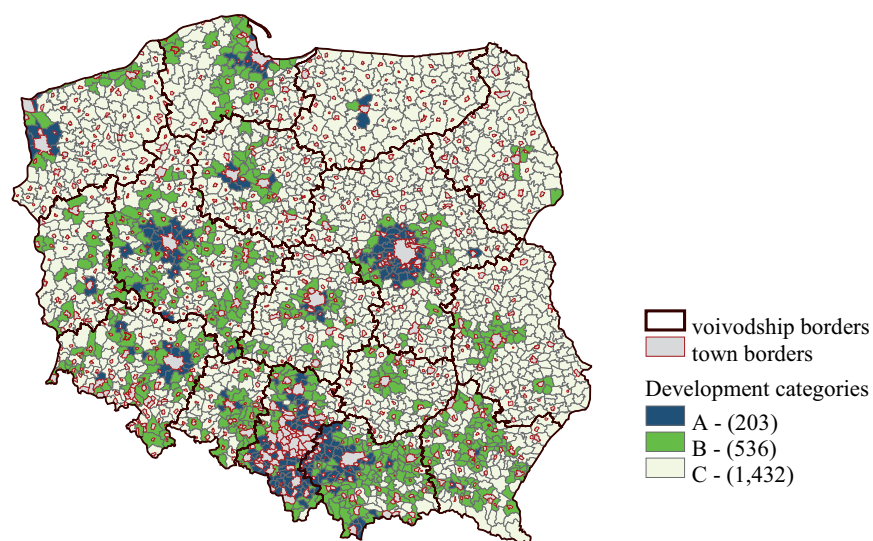 voivodship borders
town borders
Development categories
A - (203)
B - (536)
C - (1,432)